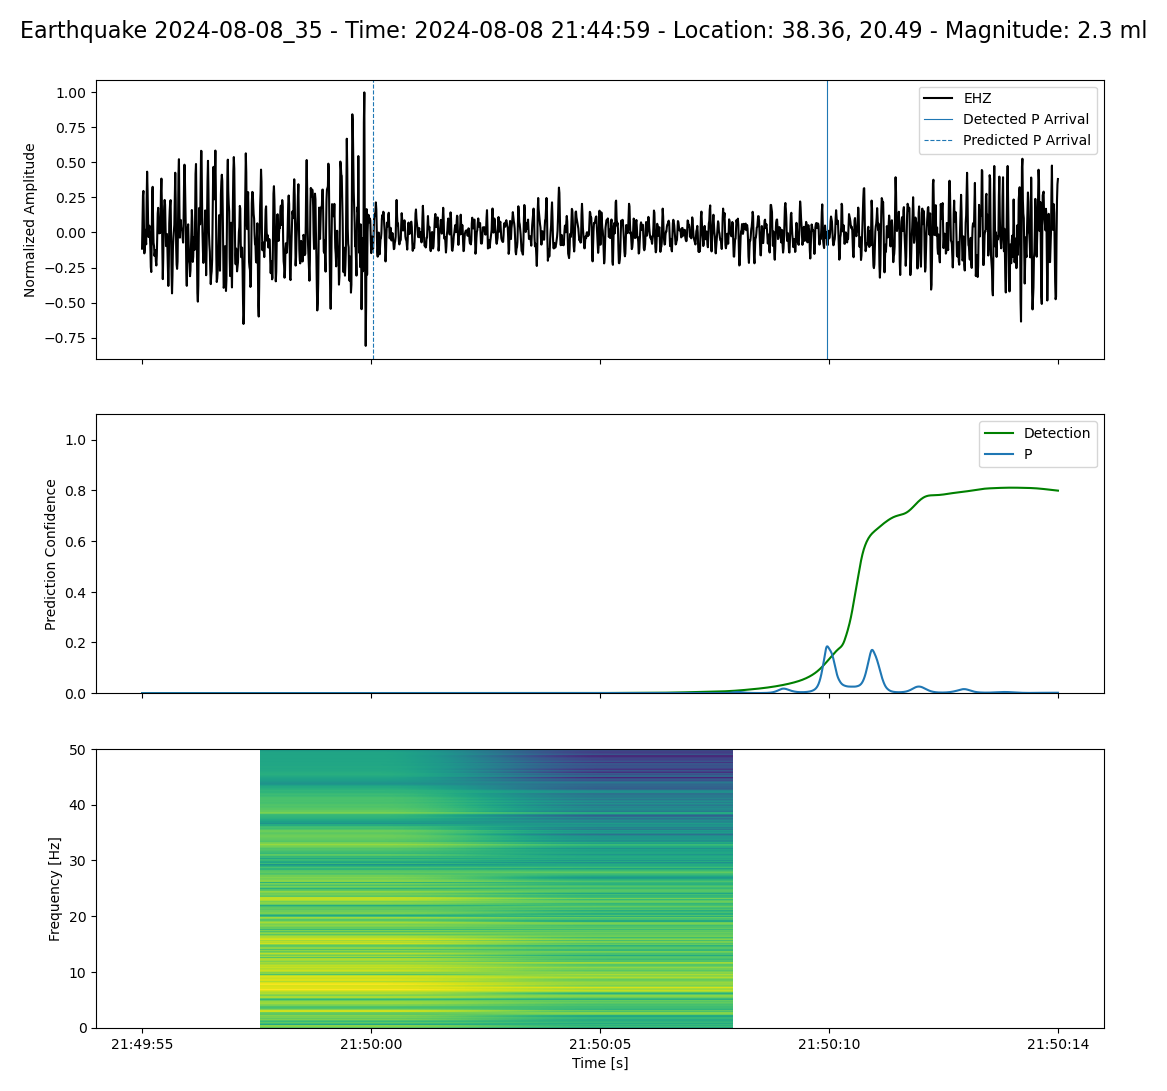 Earthquake 2024-08-08_35 - Time: 2024-08-08 21:44:59 - Location: 38.36, 20.49 - Magnitude: 2.3 ml
1.00
0.75
0.50
0.25
0.00
−0.25
−0.50
−0.75
Normalized Amplitude
EHZ
Detected P Arrival
Predicted P Arrival
1.0
0.8
0.6
0.4
0.2
0.0
Prediction Confidence
Detection
P
50
40
30
20
10
0
Frequency [Hz]
21:49:55 21:50:00 21:50:05 21:50:10 21:50:14
Time [s]